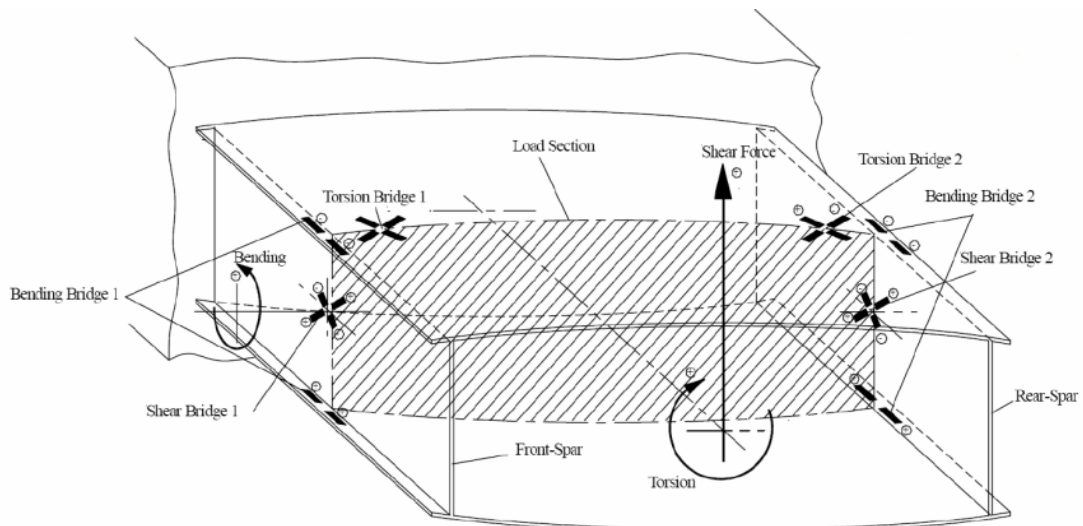 Load Section
Shear Force
Torsion Bridge 2
Torsion Bridge 1
Bending Bridge 2
Bending
Shear Bridge 2
Bending Bridge 1
Shear Bridge 1
Rear-Spar
Front-Spar
Torsion